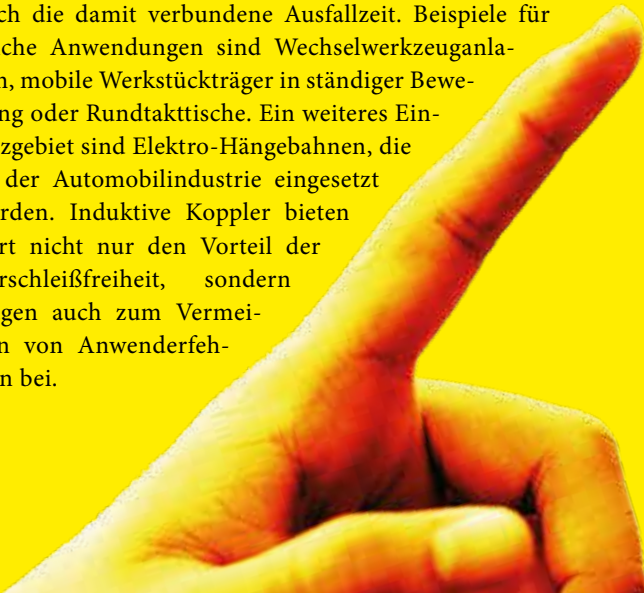 ch die damit verbundene Ausfallzeit. Beispiele für
che Anwendungen sind Wechselwerkzeuganla-
n, mobile Werkstückträger in ständiger Bewe-
ng oder Rundtakttische. Ein weiteres Ein-
zgebiet sind Elektro-Hängebahnen, die
der Automobilindustrie eingesetzt
rden. Induktive Koppler bieten
rt nicht nur den Vorteil der
rschleißfreiheit, sondern
gen auch zum Vermei-
n von Anwenderfeh-
n bei.